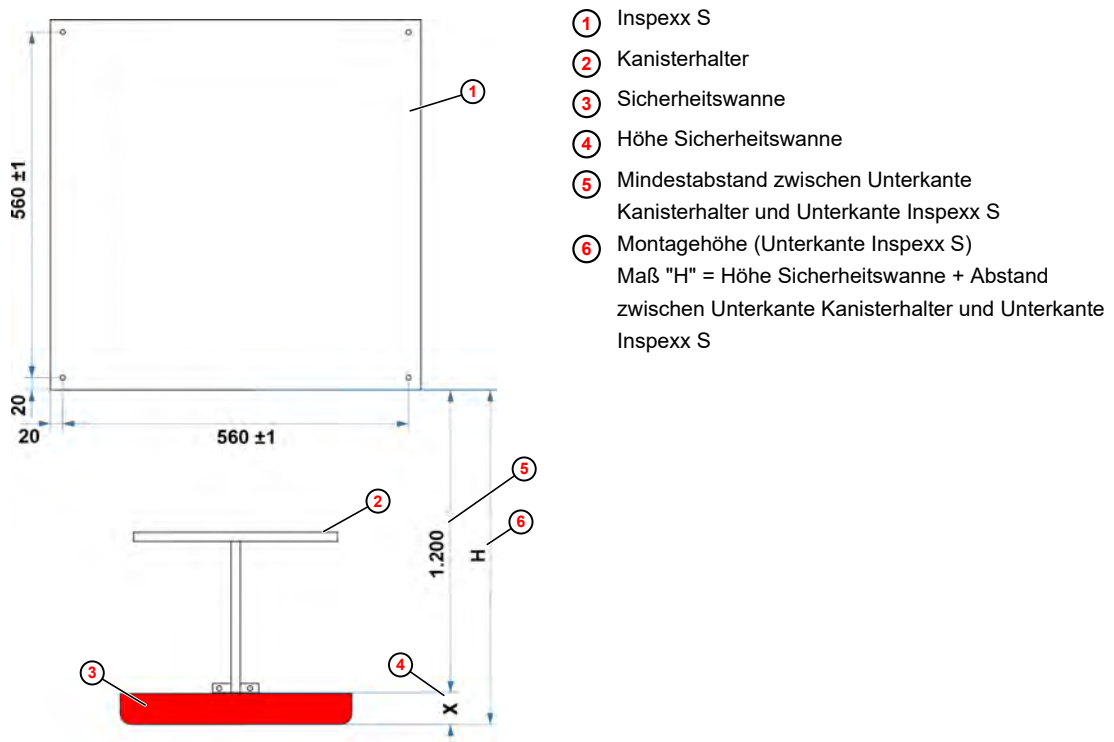 1
560 ±1
20
20
560 ±1
5
2
6
1.200
H
4
3
X
1 Inspexx S
2 Kanisterhalter
3 Sicherheitswanne
4 Höhe Sicherheitswanne
5 Mindestabstand zwischen Unterkante
Kanisterhalter und Unterkante Inspexx S
6 Montagehöhe (Unterkante Inspexx S)
Maß "H" = Höhe Sicherheitswanne + Abstand
zwischen Unterkante Kanisterhalter und Unterkante
Inspexx S